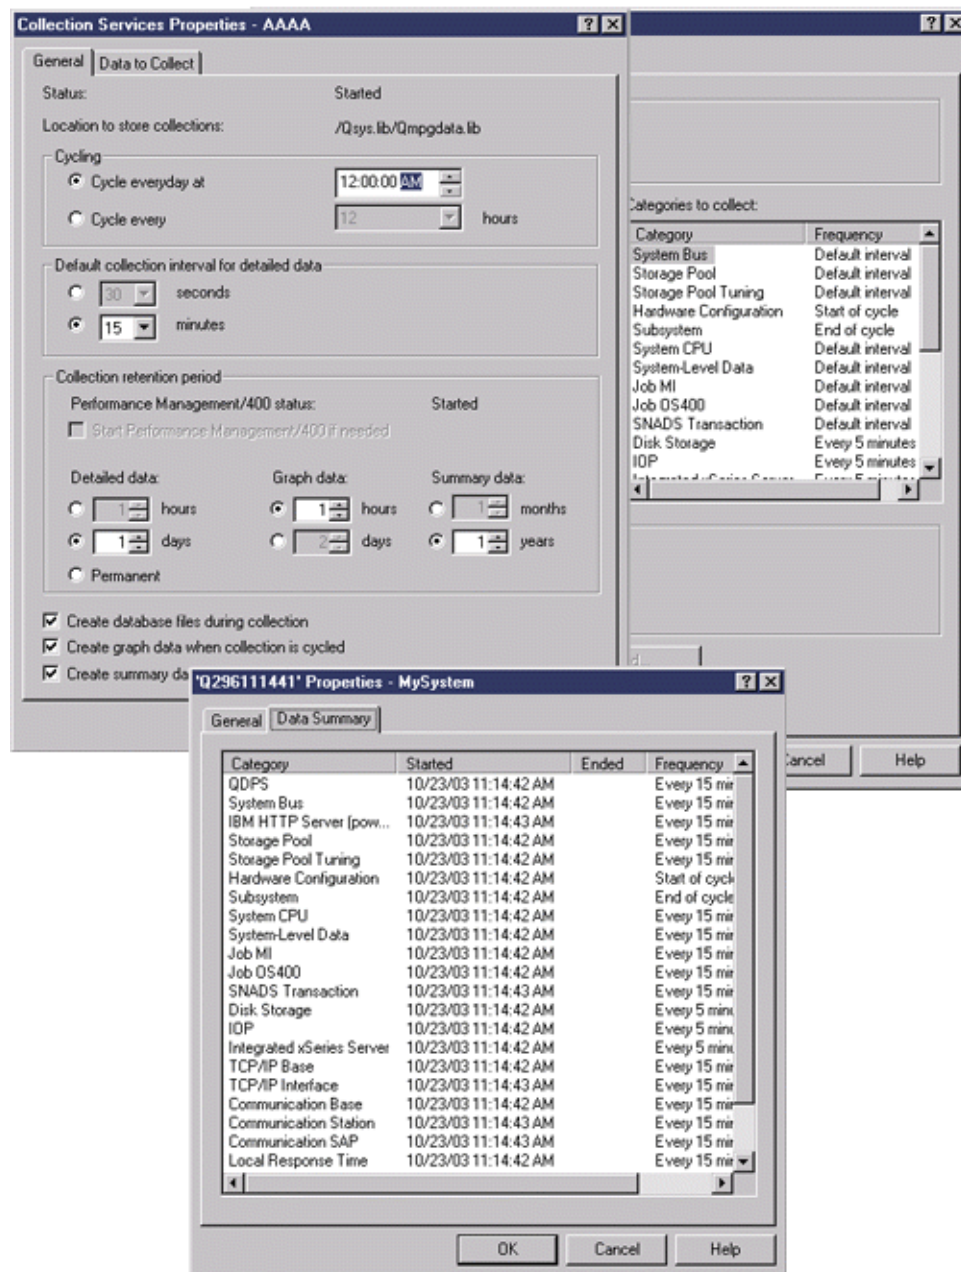 Collection Services Properties - AAAA
General Data to Collect
Status: Started
Location to store collections: /Qsys.lib/Qmpgdata.lib
Cycling
Cycle everyday at 12:00:00 AM
Cycle every 12 hours
Default collection interval for detailed data
30 seconds
15 minutes
Collection retention period
Performance Management/400 status: Started
Start Performance Management/400 if needed
Detailed data: Graph data: Summary data:
1 hours 1 hours 1 months
1 days 2 days 1 years
Permanent
Create database files during collection
Create graph data when collection is cycled
Create summary da
Categories to collect:
Category Frequency
System Bus Default interval
Storage Pool Default interval
Storage Pool Tuning Default interval
Hardware Configuration Start of cycle
Subsystem End of cycle
System CPU Default interval
System-Level Data Default interval
Job MI Default interval
Job OS400 Default interval
SNADS Transaction Default interval
Disk Storage Every 5 minutes
IOP Every 5 minutes
Cancel Help
'Q296111441' Properties - MySystem
General Data Summary
Category Started Ended Frequency
QDPS 10/23/03 11:14:42 AM Every 15 min
System Bus 10/23/03 11:14:42 AM Every 15 min
IBM HTTP Server (pow... 10/23/03 11:14:43 AM Every 15 min
Storage Pool 10/23/03 11:14:42 AM Every 15 min
Storage Pool Tuning 10/23/03 11:14:42 AM Every 15 min
Hardware Configuration 10/23/03 11:14:42 AM Start of cycle
Subsystem 10/23/03 11:14:42 AM End of cycle
System CPU 10/23/03 11:14:42 AM Every 15 min
System-Level Data 10/23/03 11:14:42 AM Every 15 min
Job MI 10/23/03 11:14:42 AM Every 15 min
Job OS400 10/23/03 11:14:42 AM Every 15 min
SNADS Transaction 10/23/03 11:14:43 AM Every 15 min
Disk Storage 10/23/03 11:14:42 AM Every 5 minu
IOP 10/23/03 11:14:42 AM Every 5 minu
Integrated xSeries Server 10/23/03 11:14:42 AM Every 5 minu
TCP/IP Base 10/23/03 11:14:42 AM Every 15 min
TCP/IP Interface 10/23/03 11:14:43 AM Every 15 min
Communication Base 10/23/03 11:14:42 AM Every 15 min
Communication Station 10/23/03 11:14:43 AM Every 15 min
Communication SAP 10/23/03 11:14:43 AM Every 15 min
Local Response Time 10/23/03 11:14:42 AM Every 15 min
OK Cancel Help